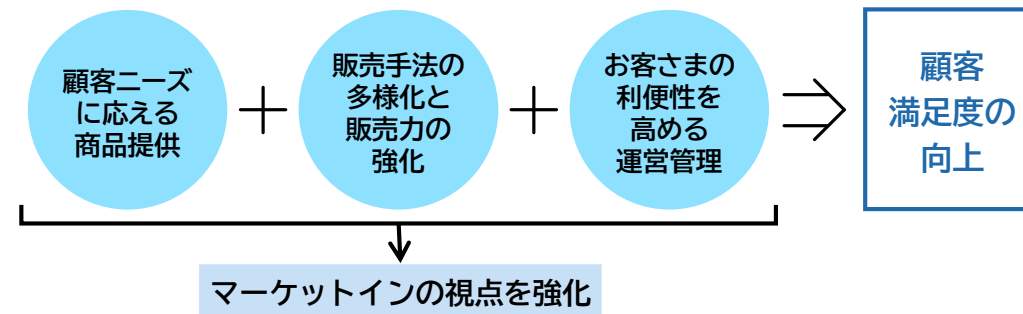 顧客ニーズ
に応える
商品提供
販売手法の
多様化と
販売力の
強化
お客さまの
利便性を
高める
運営管理
顧客
満足度の
向上
マーケットインの視点を強化